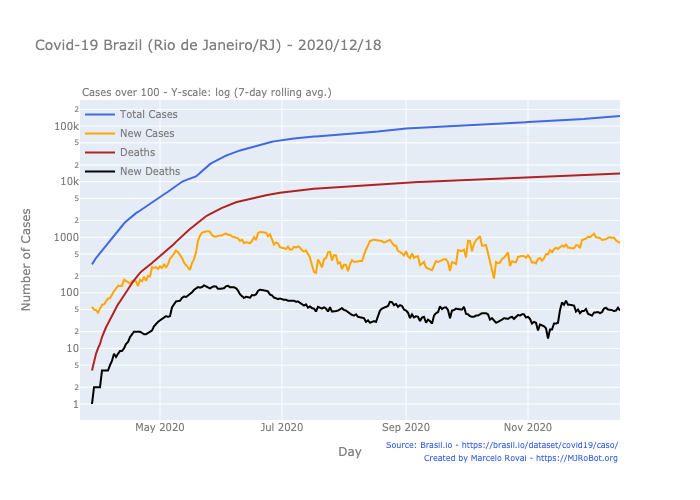 Covid-19 Brazil (Rio de Janeiro/RJ) - 2020/12/18
Cases over 100 - Y-scale: log (7-day rolling avg.)
Total Cases
New Cases
Deaths
New Deaths
2
100k
5
2
10k
5
2
1000
5
2
100
5
2
10
5
2
1
Number of Cases
May 2020
Jul 2020
Sep 2020
Nov 2020
Day
Source: Brasil.io - https://brasil.io/dataset/covid19/caso/
Created by Marcelo Rovai - https://MJRoBot.org